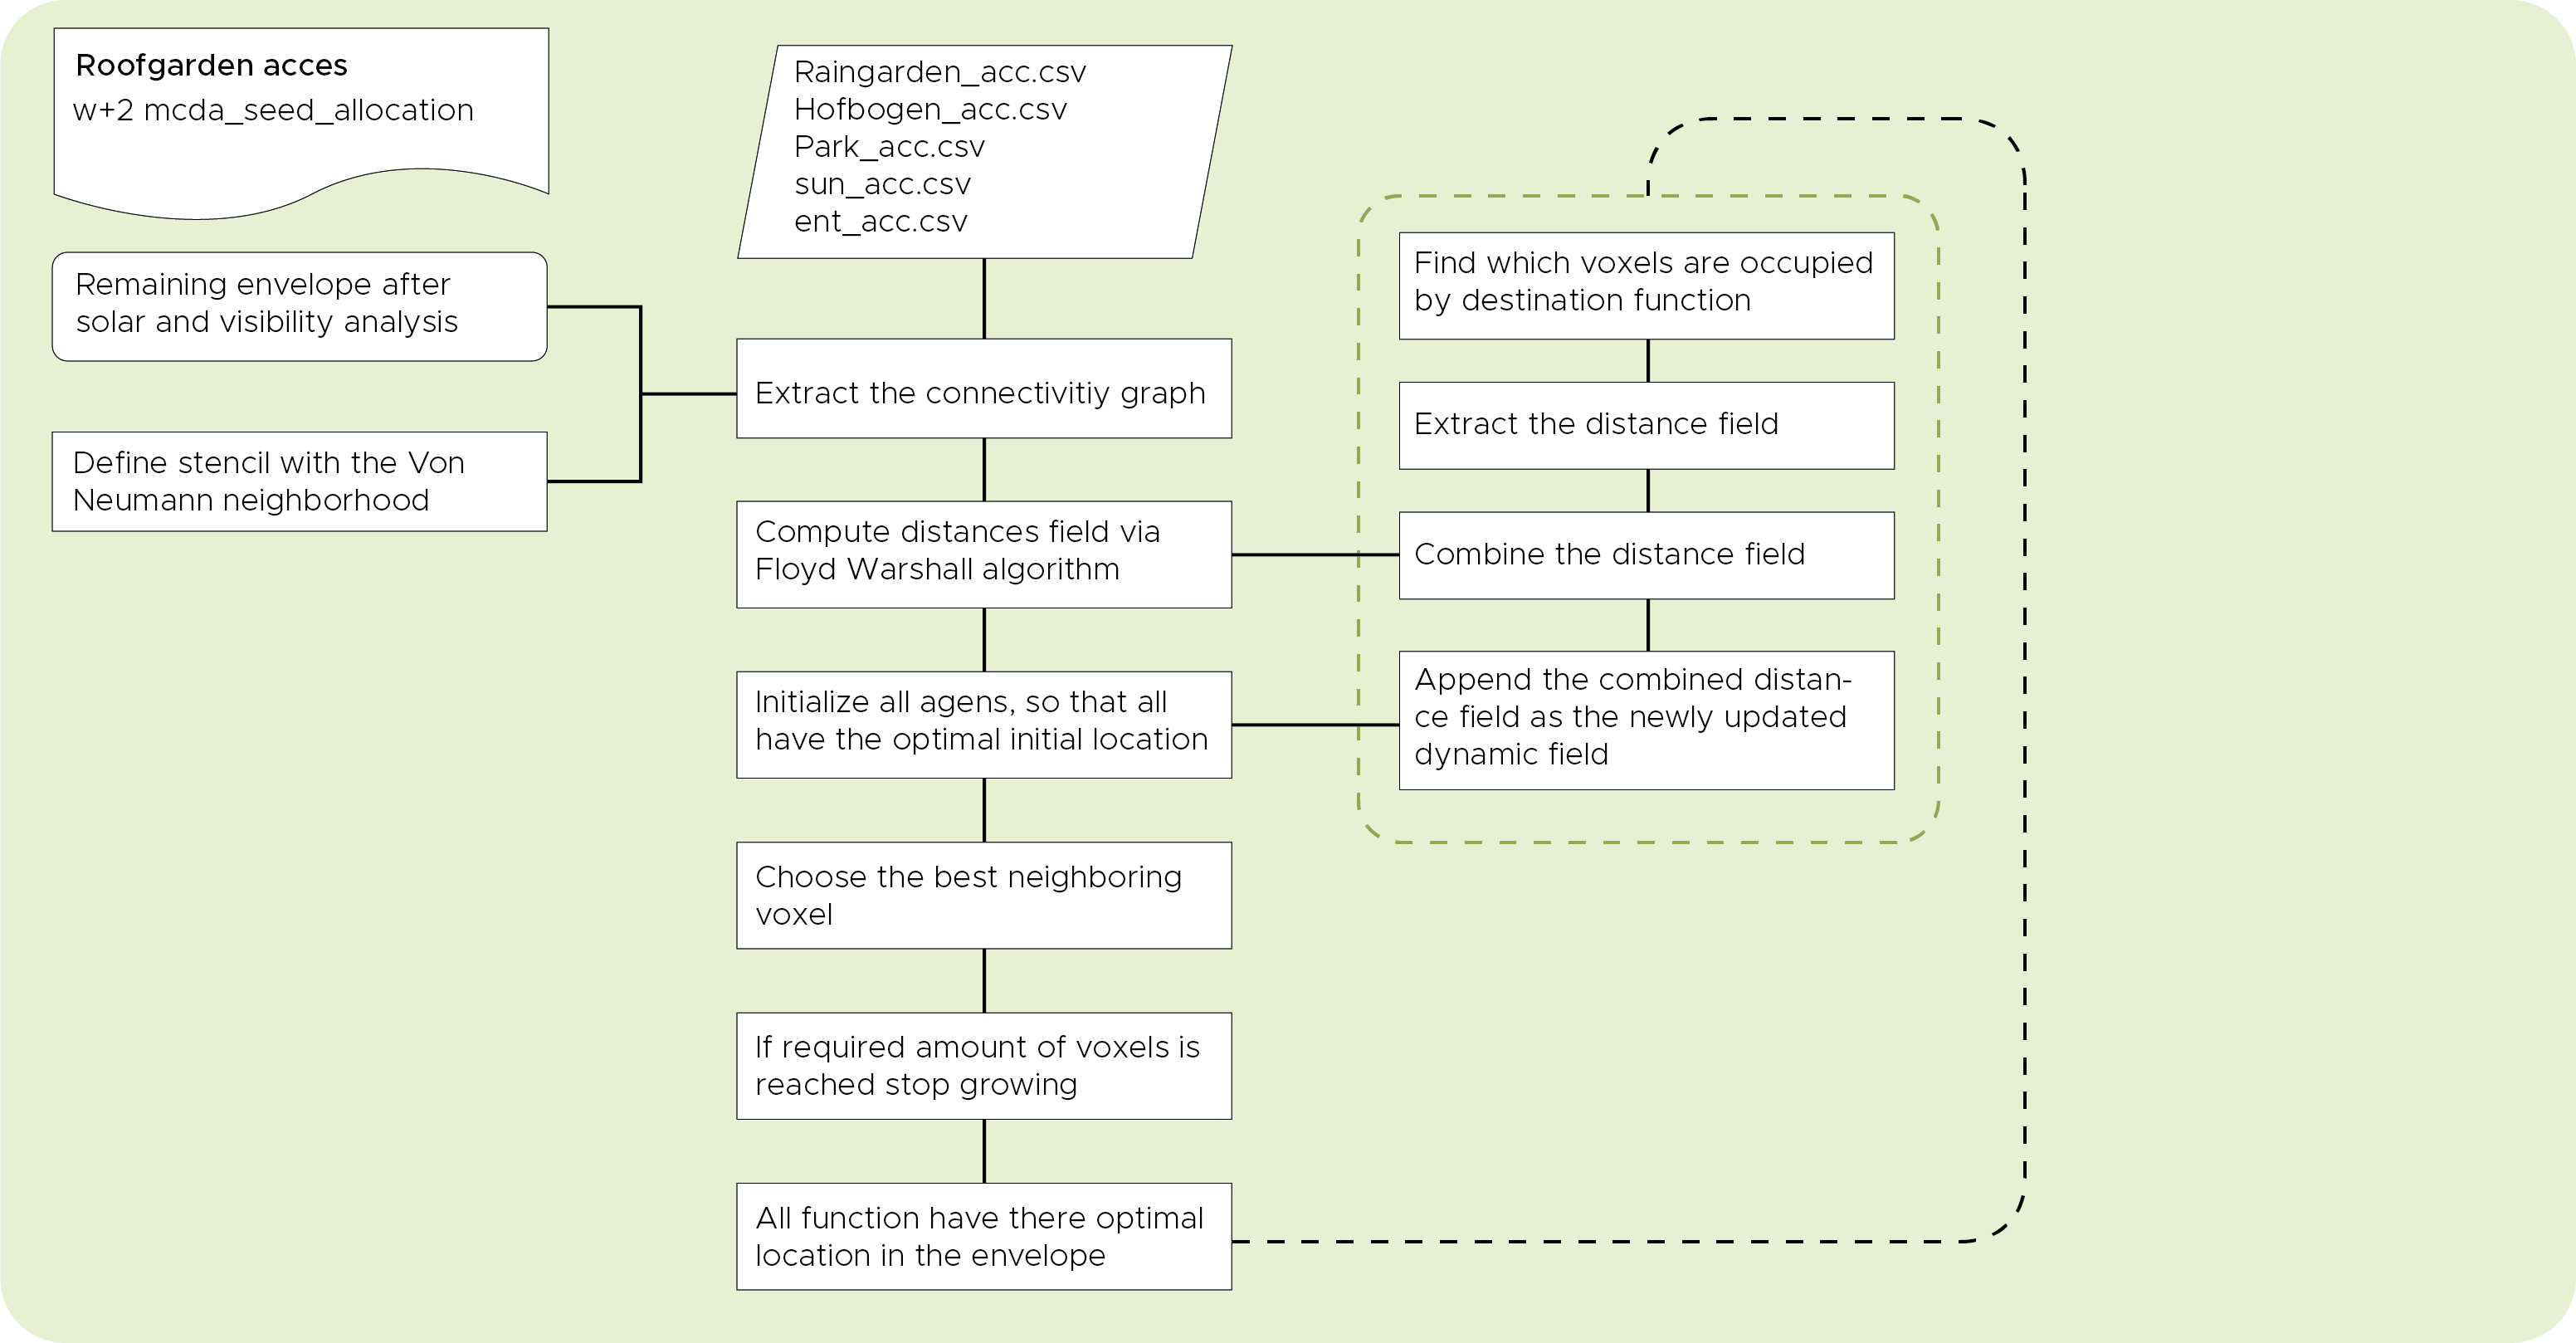 Roofgarden acces
w+2 mcda_seed_allocation
Remaining envelope after
solar and visibility analysis
Define stencil with the Von
Neumann neighborhood
Raingarden_acc.csv
Hofbogen_acc.csv
Park_acc.csv
sun_acc.csv
ent_acc.csv
Extract the connectivitiy graph
Compute distances field via
Floyd Warshall algorithm
Initialize all agens, so that all
have the optimal initial location
Choose the best neighboring
voxel
If required amount of voxels is
reached stop growing
All function have there optimal
location in the envelope
Find which voxels are occupied
by destination function
Extract the distance field
Combine the distance field
Append the combined distan-
ce field as the newly updated
dynamic field